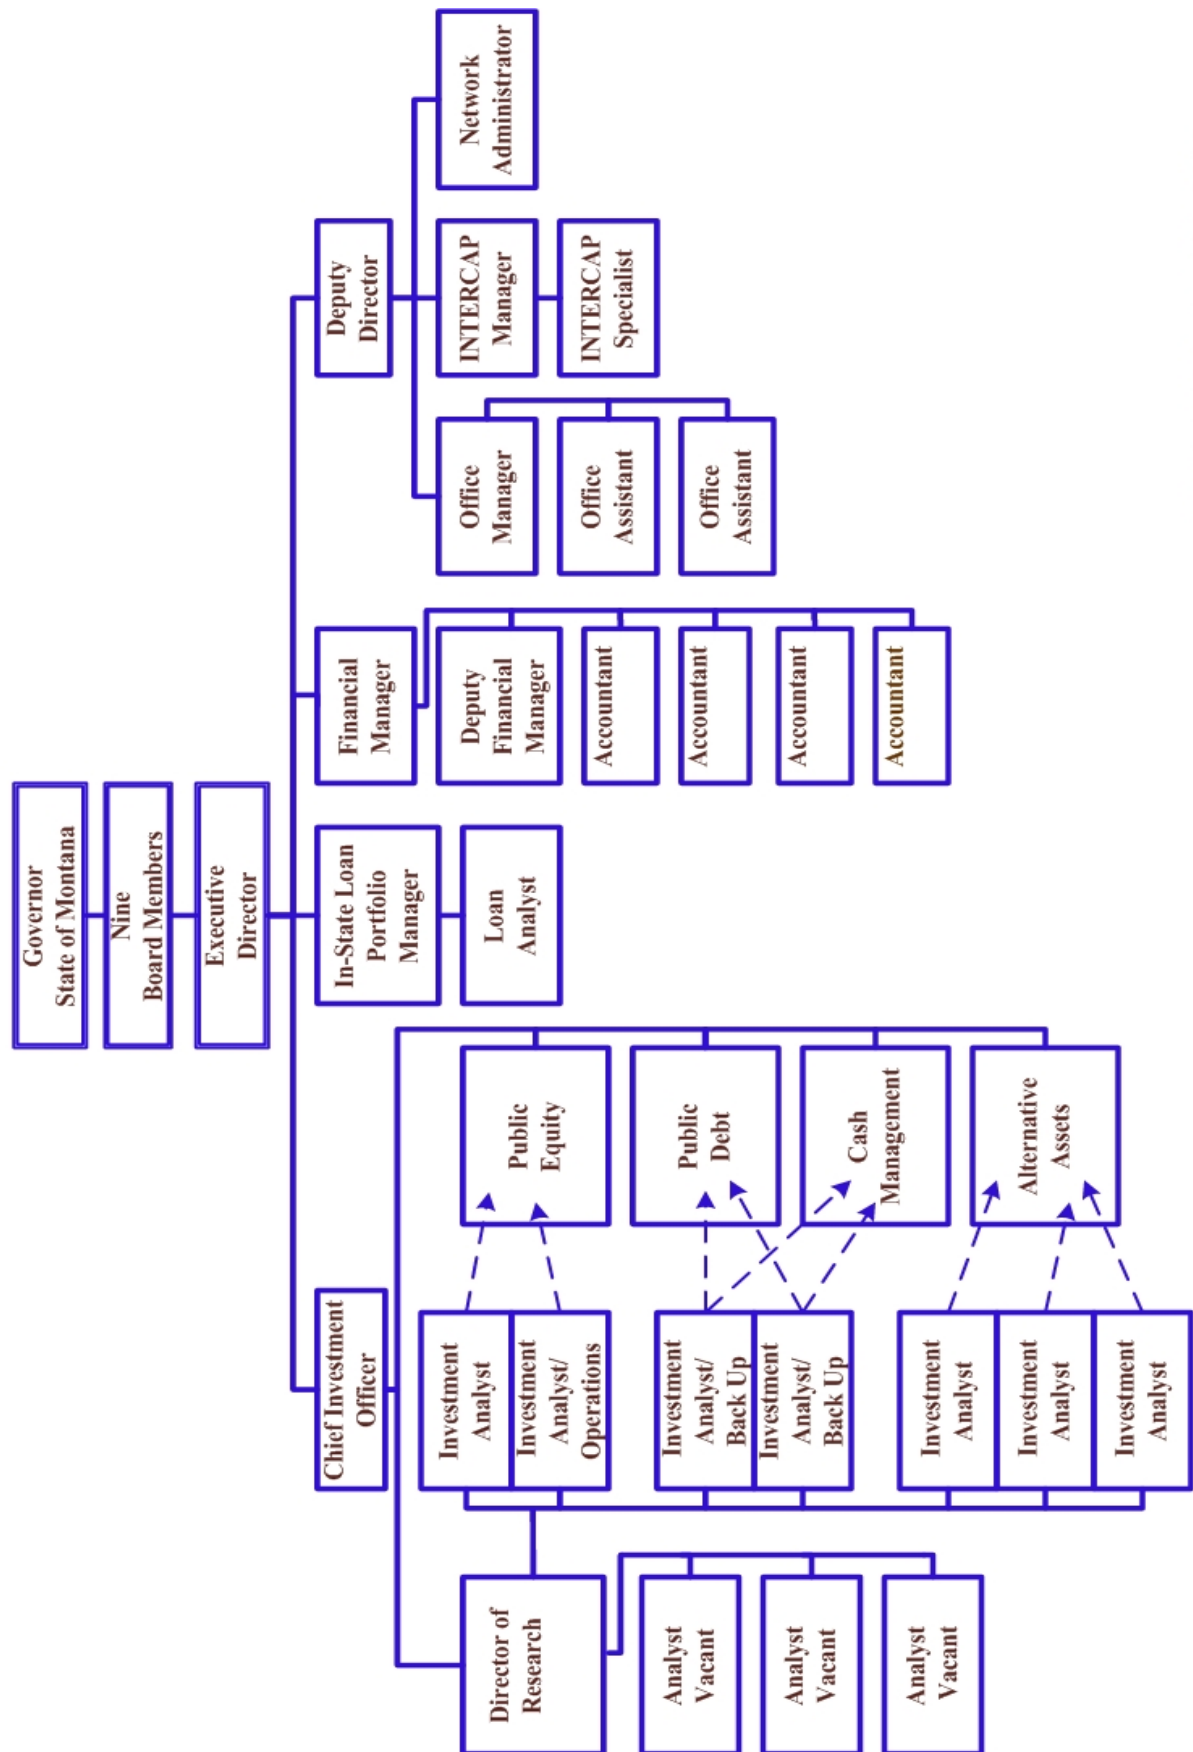 Governor
State of Montana
Nine
Board Members
Executive
Director
Chief Investment
Officer
In-State Loan
Portfolio
Manager
Financial
Manager
Deputy
Director
Director of
Research
Analyst
Vacant
Analyst
Vacant
Analyst
Vacant
Investment
Analyst
Investment
Analyst/
Operations
Investment
Analyst/
Back Up
Investment
Analyst/
Back Up
Investment
Analyst
Investment
Analyst
Investment
Analyst
Public
Equity
Public
Debt
Cash
Management
Alternative
Assets
Loan
Analyst
Deputy
Financial
Manager
Accountant
Accountant
Accountant
Accountant
Office
Manager
Office
Assistant
Office
Assistant
INTERCAP
Manager
INTERCAP
Specialist
Network
Administrator